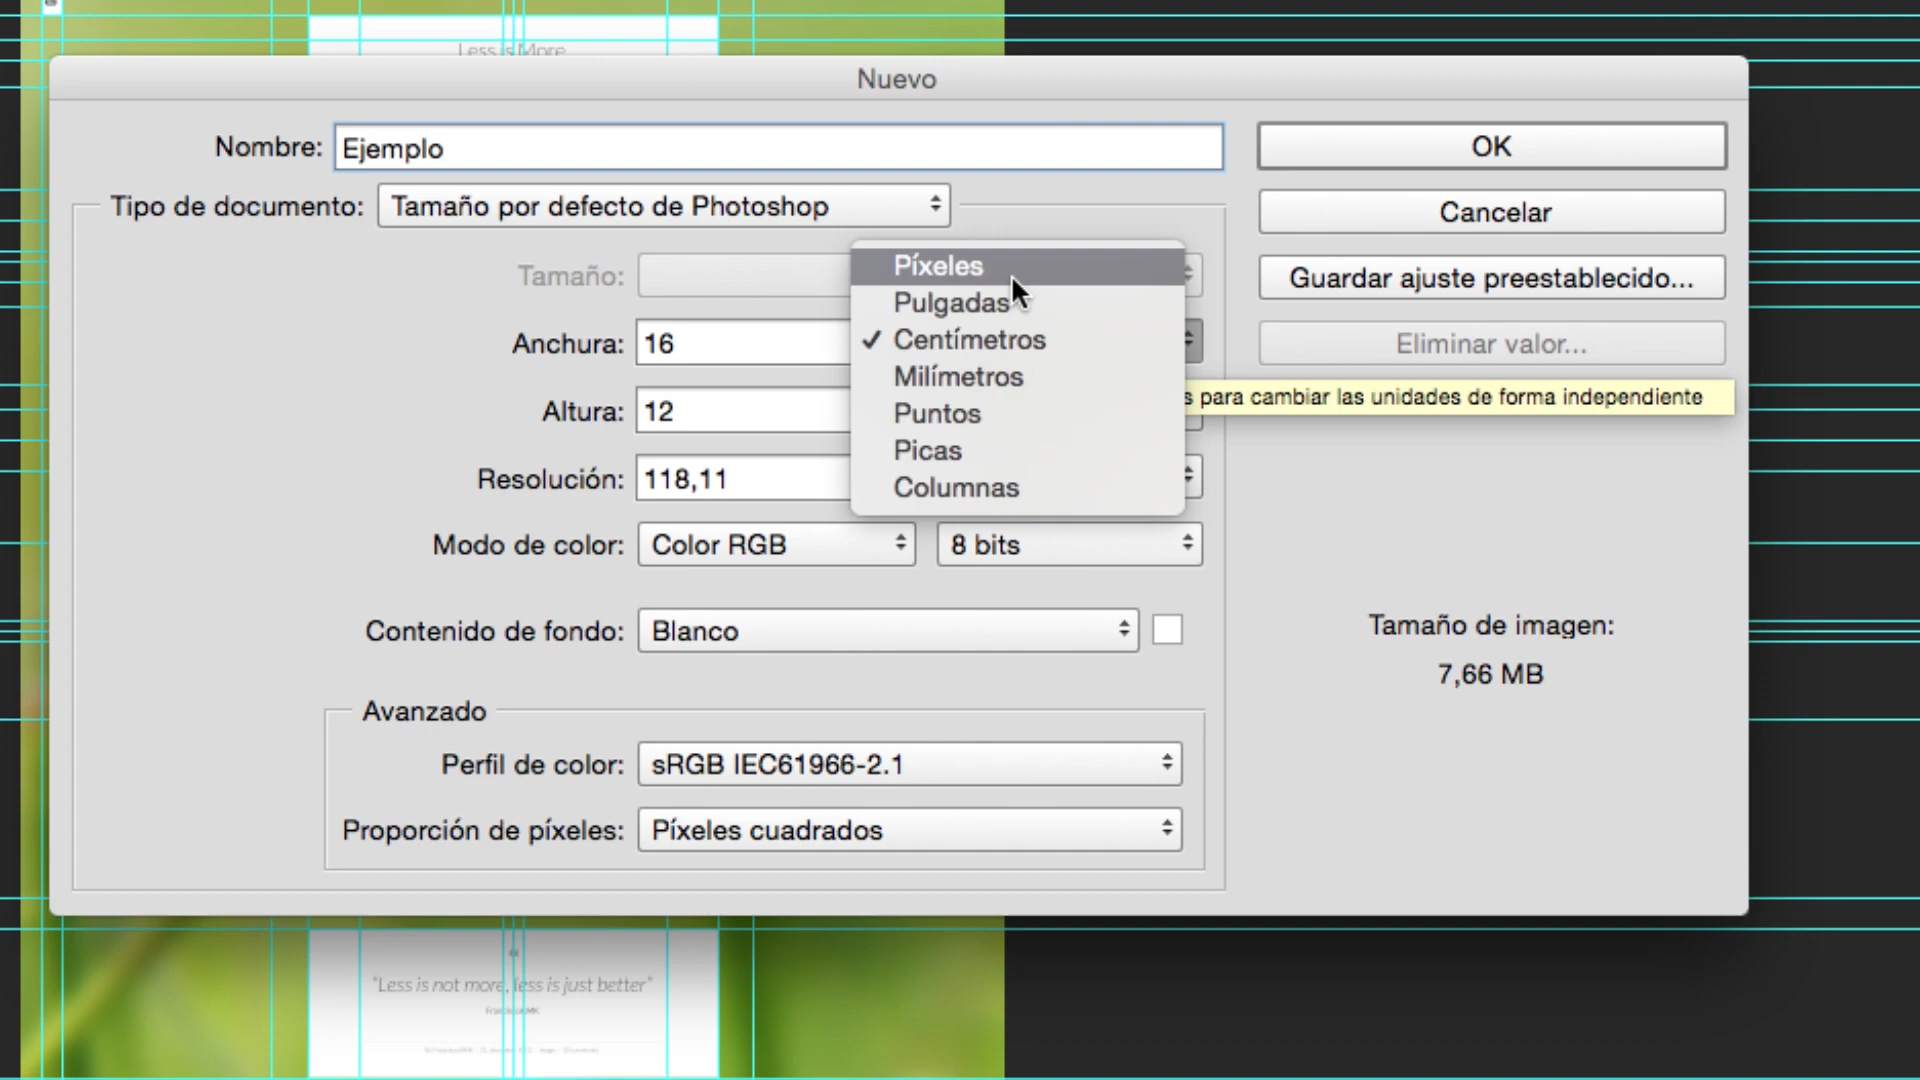 Less is More
Nuevo
Nombre:
Ejemplo
OK
Tipo de documento:
Tamaño por defecto de Photoshop
Cancelar
Tamaño:
Píxeles
Guardar ajuste preestablecido...
Pulgadas
Anchura:
16
✓ Centímetros
Eliminar valor...
Milímetros
s para cambiar las unidades de forma independiente
Altura:
12
Puntos
Picas
Resolución:
118,11
Columnas
Modo de color:
Color RGB
8 bits
Contenido de fondo:
Blanco
Tamaño de imagen:
7,66 MB
Avanzado
Perfil de color:
sRGB IEC61966-2.1
Proporción de píxeles:
Píxeles cuadrados
"Less is not more, less is just better"